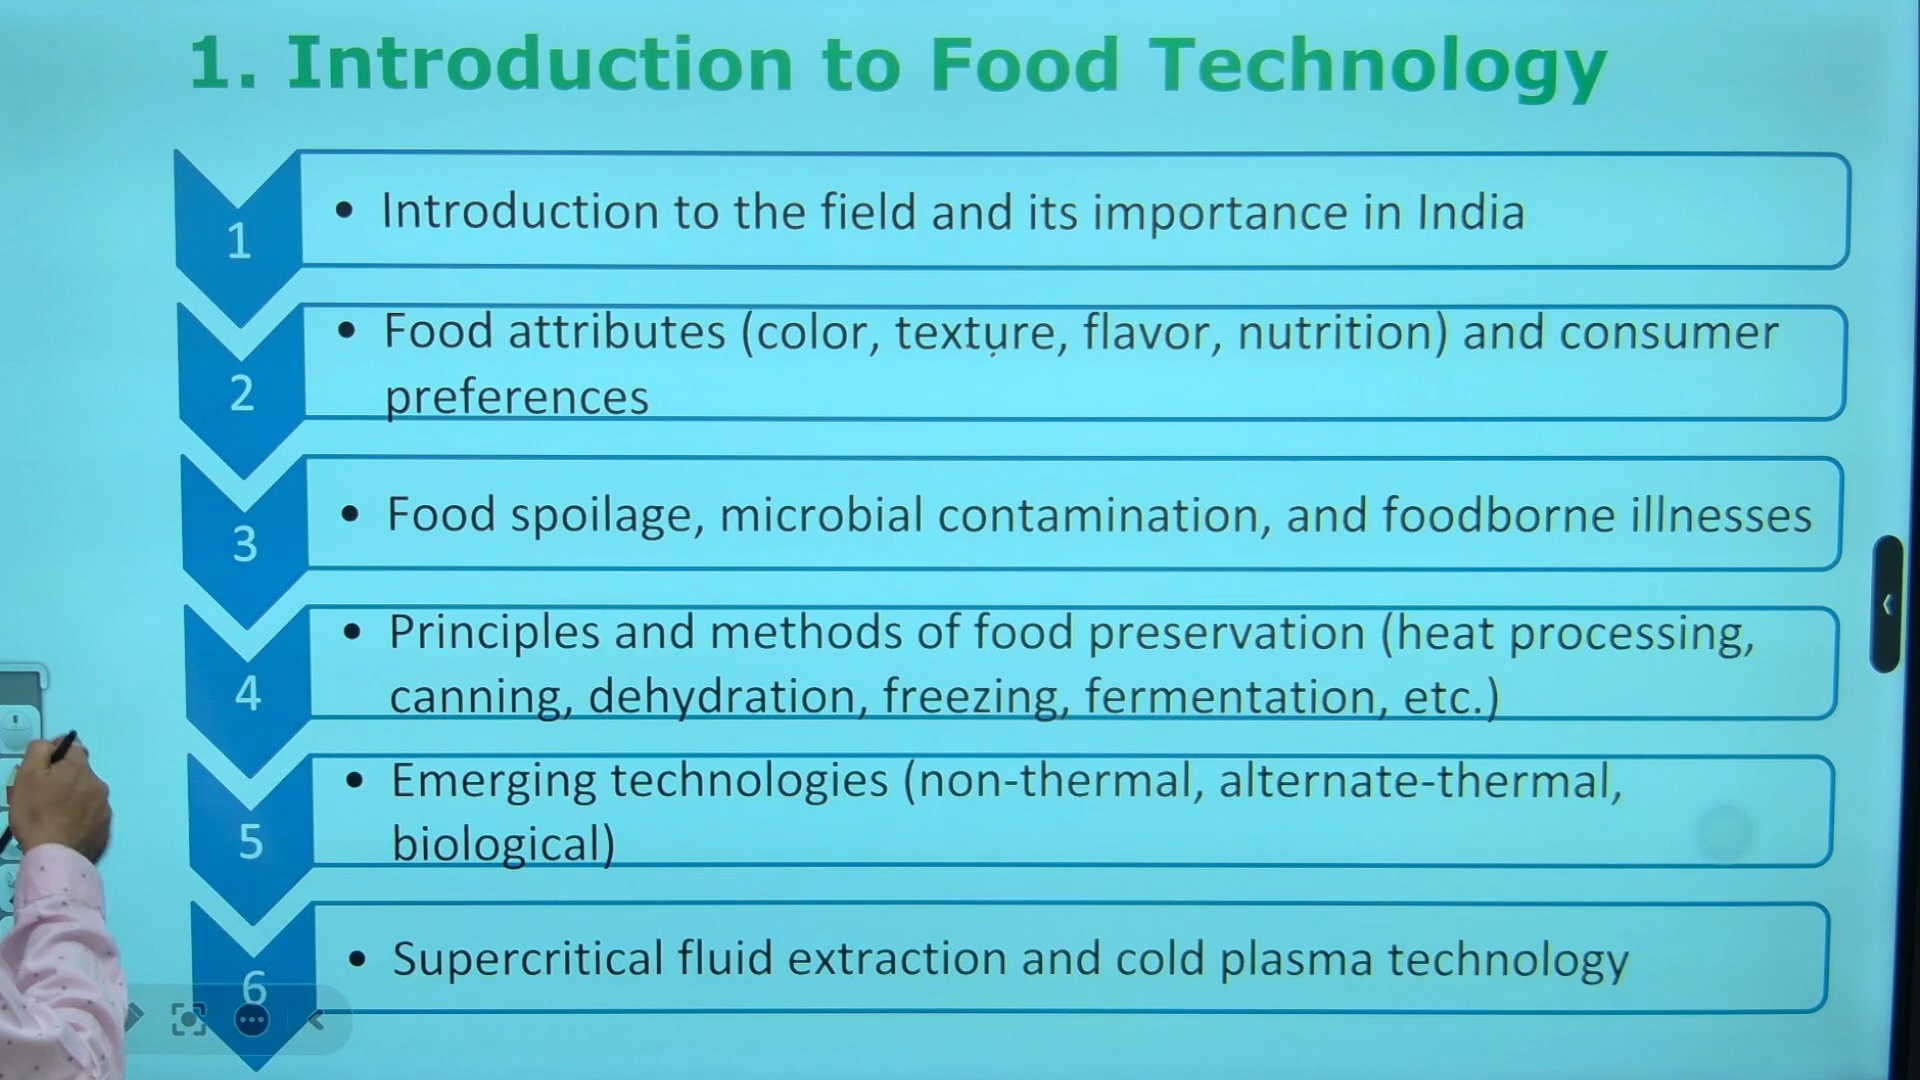 1. Introduction to Food Technology
1
• Introduction to the field and its importance in India
2
• Food attributes (color, texture, flavor, nutrition) and consumer
preferences
3
• Food spoilage, microbial contamination, and foodborne illnesses
4
• Principles and methods of food preservation (heat processing,
canning, dehydration, freezing, fermentation, etc.)
5
• Emerging technologies (non-thermal, alternate-thermal,
biological)
6
• Supercritical fluid extraction and cold plasma technology